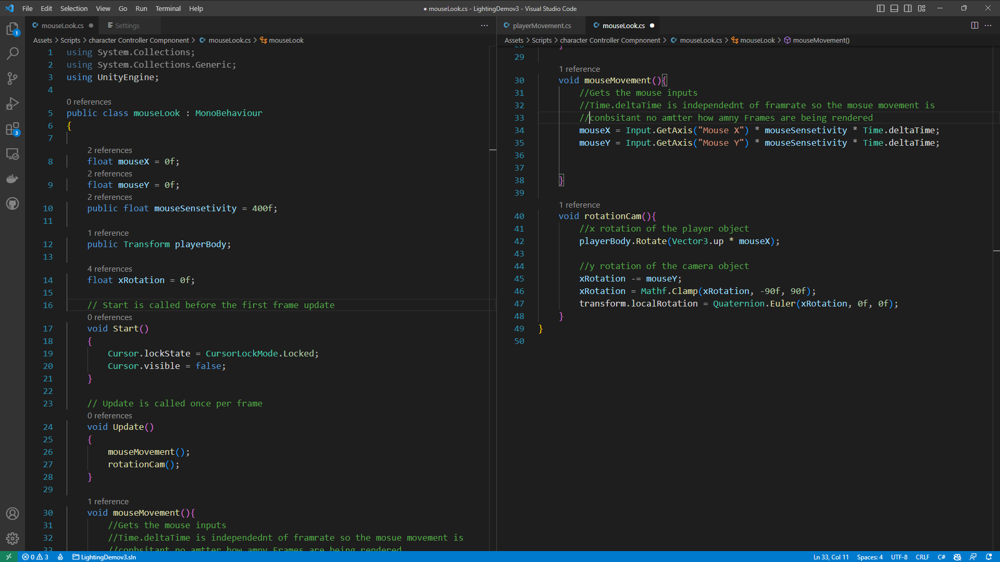 File Edit Selection View Go Run Terminal Help
● mouseLook.cs - LightingDemov3 - Visual Studio Code
mouseLook.cs
Settings
Assets > Scripts > character Controller Compnonent > mouseLook.cs > mouseLook
1 using System.Collections;
2 using System.Collections.Generic;
3 using UnityEngine;
4
0 references
5 public class mouseLook : MonoBehaviour
6 {
7
2 references
8 float mouseX = 0f;
2 references
9 float mouseY = 0f;
2 references
10 public float mouseSensetivity = 400f;
11
1 reference
12 public Transform playerBody;
13
4 references
14 float xRotation = 0f;
15
16 // Start is called before the first frame update
0 references
17 void Start()
18 {
19 Cursor.lockState = CursorLockMode.Locked;
20 Cursor.visible = false;
21 }
22
23 // Update is called once per frame
0 references
24 void Update()
25 {
26 mouseMovement();
27 rotationCam();
28 }
29
1 reference
30 void mouseMovement(){
31 //Gets the mouse inputs
32 //Time.deltaTime is independednt of framrate so the mosue movement is
33 //conbsitant no amtter how amny Frames are being rendered
playerMovement.cs
mouseLook.cs ●
Assets > Scripts > character Controller Compnonent > mouseLook.cs > mouseLook > mouseMovement()
28 }
29
1 reference
30 void mouseMovement(){
31 //Gets the mouse inputs
32 //Time.deltaTime is independednt of framrate so the mosue movement is
33 //conbsitant no amtter how amny Frames are being rendered
34 mouseX = Input.GetAxis("Mouse X") * mouseSensetivity * Time.deltaTime;
35 mouseY = Input.GetAxis("Mouse Y") * mouseSensetivity * Time.deltaTime;
36
37
38 }
39
1 reference
40 void rotationCam(){
41 //x rotation of the player object
42 playerBody.Rotate(Vector3.up * mouseX);
43
44 //y rotation of the camera object
45 xRotation -= mouseY;
46 xRotation = Mathf.Clamp(xRotation, -90f, 90f);
47 transform.localRotation = Quaternion.Euler(xRotation, 0f, 0f);
48 }
49 }
50
1
3
0 3 LightingDemov3.sln
Ln 33, Col 11 Spaces: 4 UTF-8 CRLF C#